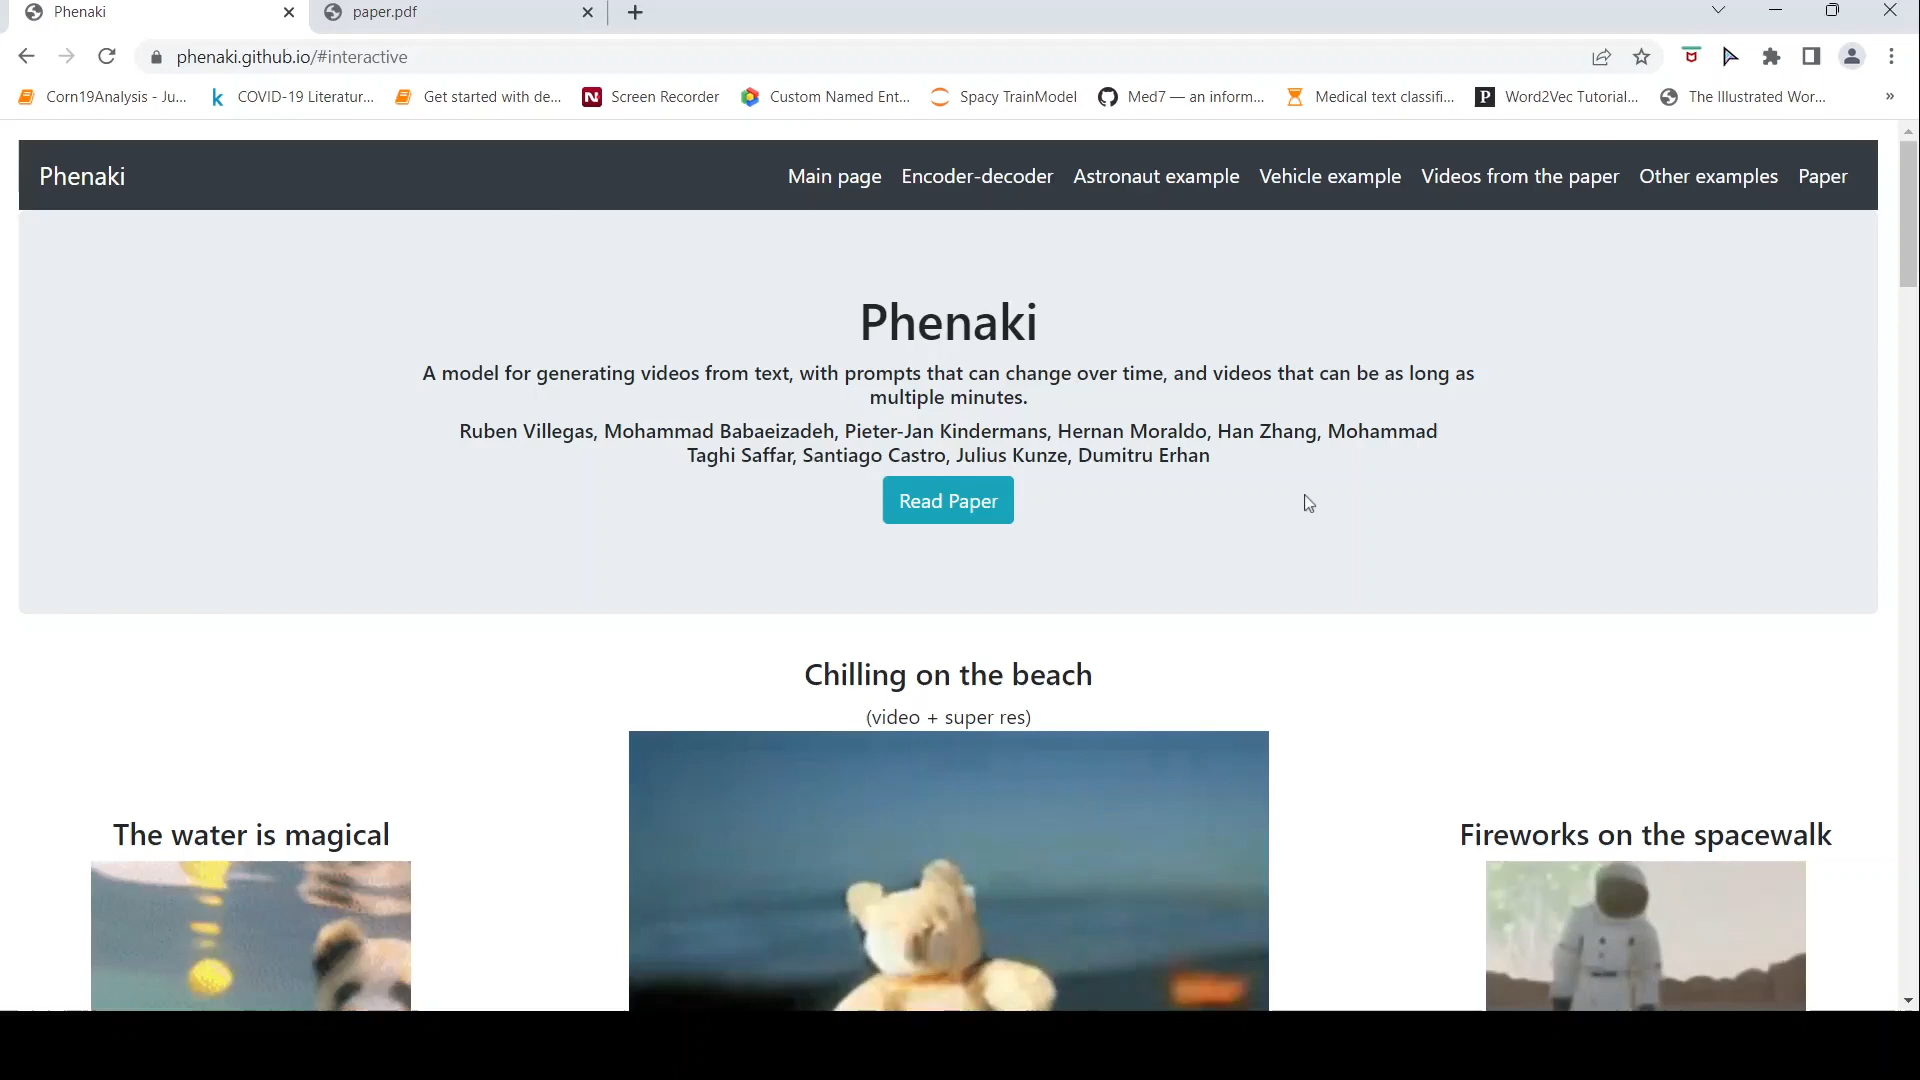 Phenaki
paper.pdf
phenaki.github.io/#interactive
Corn19Analysis - Ju...
COVID-19 Literatur...
Get started with de...
Screen Recorder
Custom Named Ent...
Spacy TrainModel
Med7 — an inform...
Medical text classifi...
Word2Vec Tutorial...
The Illustrated Wor...
»
Phenaki
Main page
Encoder-decoder
Astronaut example
Vehicle example
Videos from the paper
Other examples
Paper
Phenaki
A model for generating videos from text, with prompts that can change over time, and videos that can be as long as
multiple minutes.
Ruben Villegas, Mohammad Babaeizadeh, Pieter-Jan Kindermans, Hernan Moraldo, Han Zhang, Mohammad
Taghi Saffar, Santiago Castro, Julius Kunze, Dumitru Erhan
Read Paper
Chilling on the beach
(video + super res)
The water is magical
Fireworks on the spacewalk